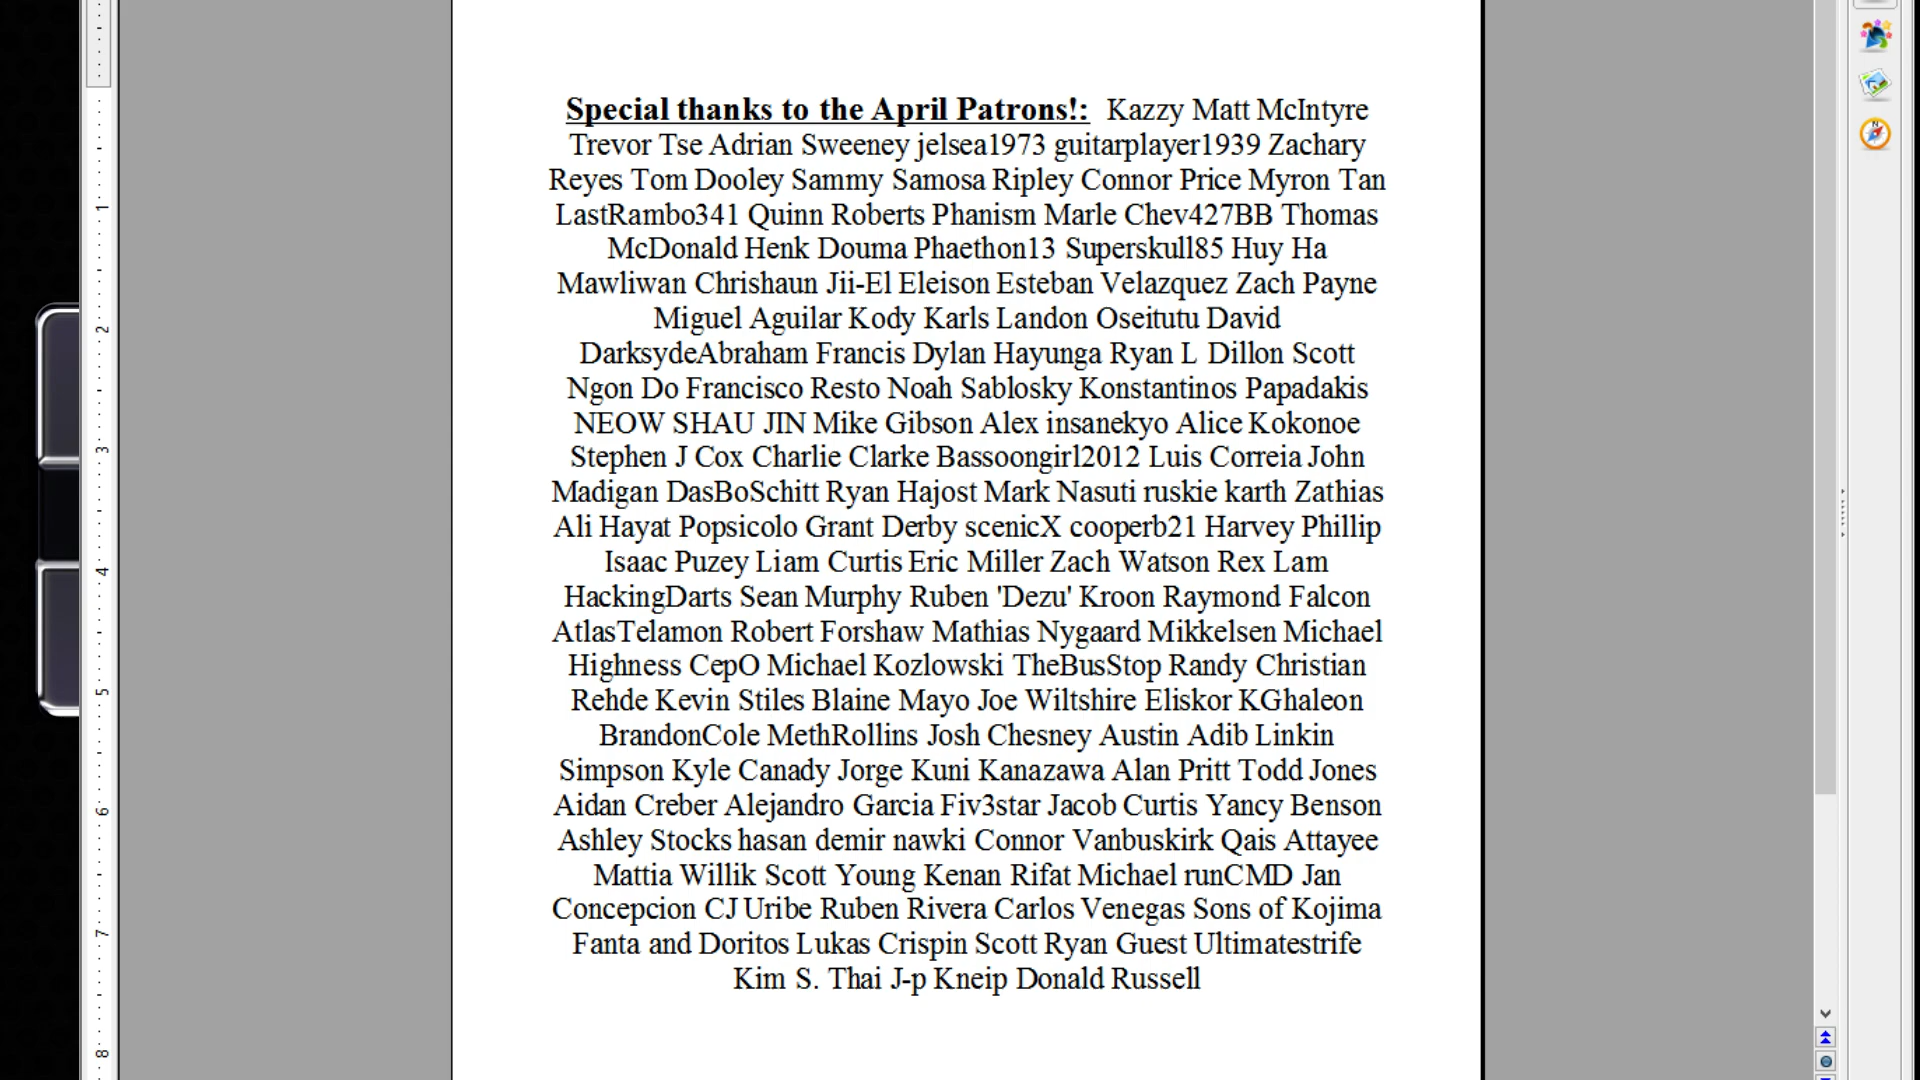 Special thanks to the April Patrons!: Kazzy Matt McIntyre
Trevor Tse Adrian Sweeney jelsea1973 guitarplayer1939 Zachary
Reyes Tom Dooley Sammy Samosa Ripley Connor Price Myron Tan
LastRambo341 Quinn Roberts Phanism Marle Chev427BB Thomas
McDonald Henk Douma Phaethon13 Superskull85 Huy Ha
Mawliwan Chrishaun Jii-El Eleison Esteban Velazquez Zach Payne
Miguel Aguilar Kody Karls Landon Oseitutu David
DarksydeAbraham Francis Dylan Hayunga Ryan L Dillon Scott
Ngon Do Francisco Resto Noah Sablosky Konstantinos Papadakis
NEOW SHAU JIN Mike Gibson Alex insanekyo Alice Kokonoe
Stephen J Cox Charlie Clarke Bassoongirl2012 Luis Correia John
Madigan DasBoSchitt Ryan Hajost Mark Nasuti ruskie karth Zathias
Ali Hayat Popsicolo Grant Derby scenicX cooperb21 Harvey Phillip
Isaac Puzey Liam Curtis Eric Miller Zach Watson Rex Lam
HackingDarts Sean Murphy Ruben 'Dezu' Kroon Raymond Falcon
AtlasTelamon Robert Forshaw Mathias Nygaard Mikkelsen Michael
Highness CepO Michael Kozlowski TheBusStop Randy Christian
Rehde Kevin Stiles Blaine Mayo Joe Wiltshire Eliskor KGhaleon
BrandonCole MethRollins Josh Chesney Austin Adib Linkin
Simpson Kyle Canady Jorge Kuni Kanazawa Alan Pritt Todd Jones
Aidan Creber Alejandro Garcia Fiv3star Jacob Curtis Yancy Benson
Ashley Stocks hasan demir nawki Connor Vanbuskirk Qais Attayee
Mattia Willik Scott Young Kenan Rifat Michael runCMD Jan
Concepcion CJ Uribe Ruben Rivera Carlos Venegas Sons of Kojima
Fanta and Doritos Lukas Crispin Scott Ryan Guest Ultimatestrife
Kim S. Thai J-p Kneip Donald Russell
1
2
3
4
5
6
7
8